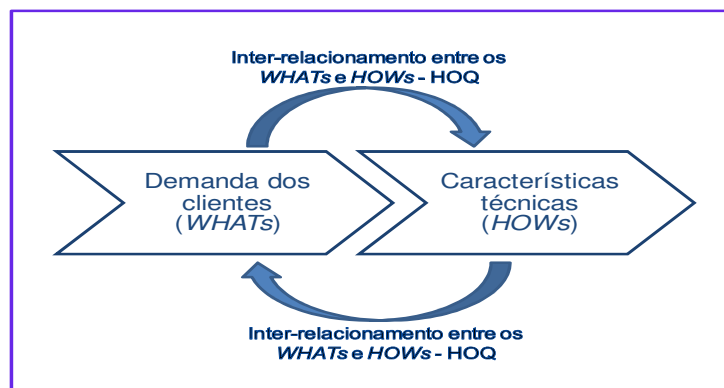 Inter-relacionamento entre os
WHATs e HOWs - HOQ
Demanda dos
clientes
(WHATs)
Características
técnicas
(HOWs)
Inter-relacionamento entre os
WHATs e HOWs - HOQ